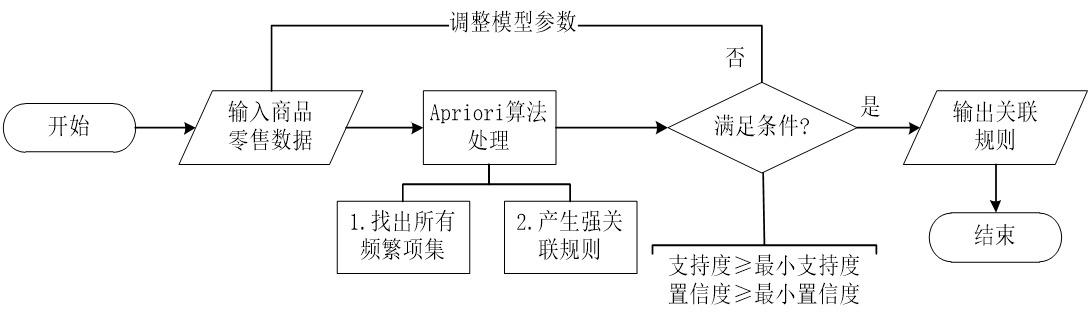 调整模型参数
否
开始
输入商品
零售数据
Apriori算法
处理
满足条件?
是
输出关联
规则
1.找出所有
频繁项集
2.产生强关
联规则
结束
支持度≥最小支持度
置信度≥最小置信度